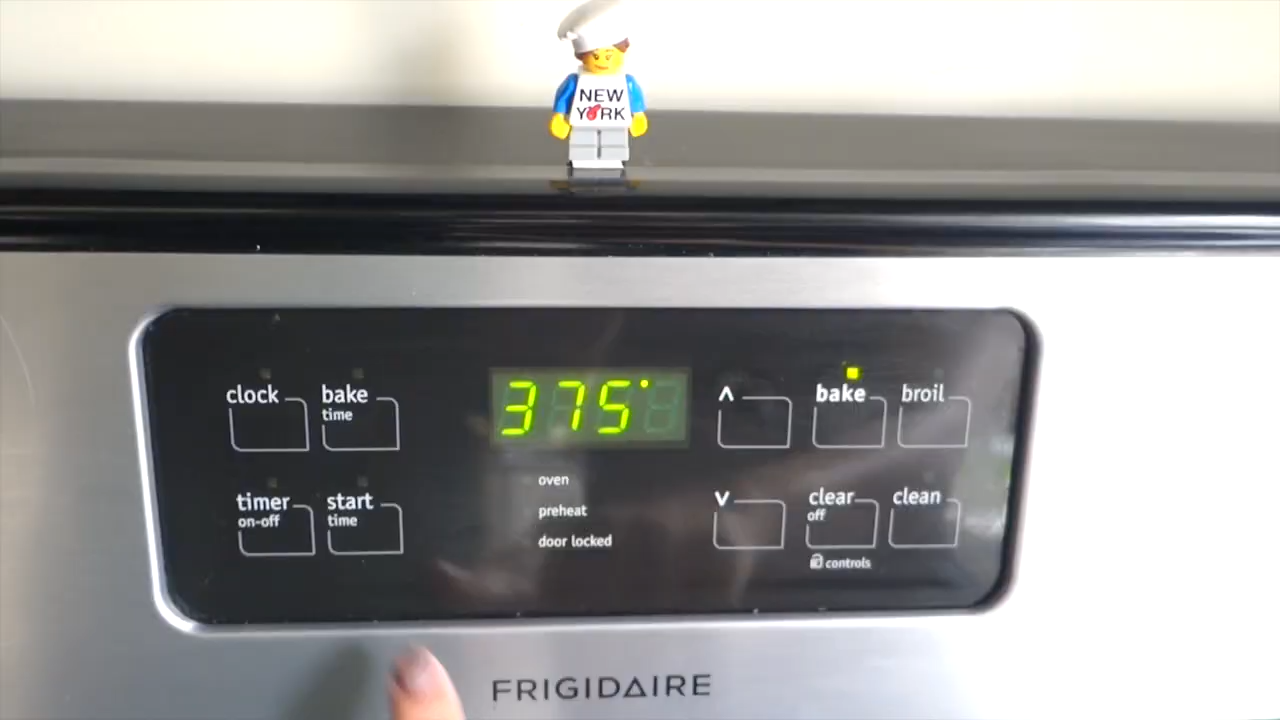 NEW
YORK
clock
bake
time
375°
^
bake
broil
timer
on-off
start
time
oven
preheat
door locked
v
clear
off
clean
controls
FRIGIDAIRE